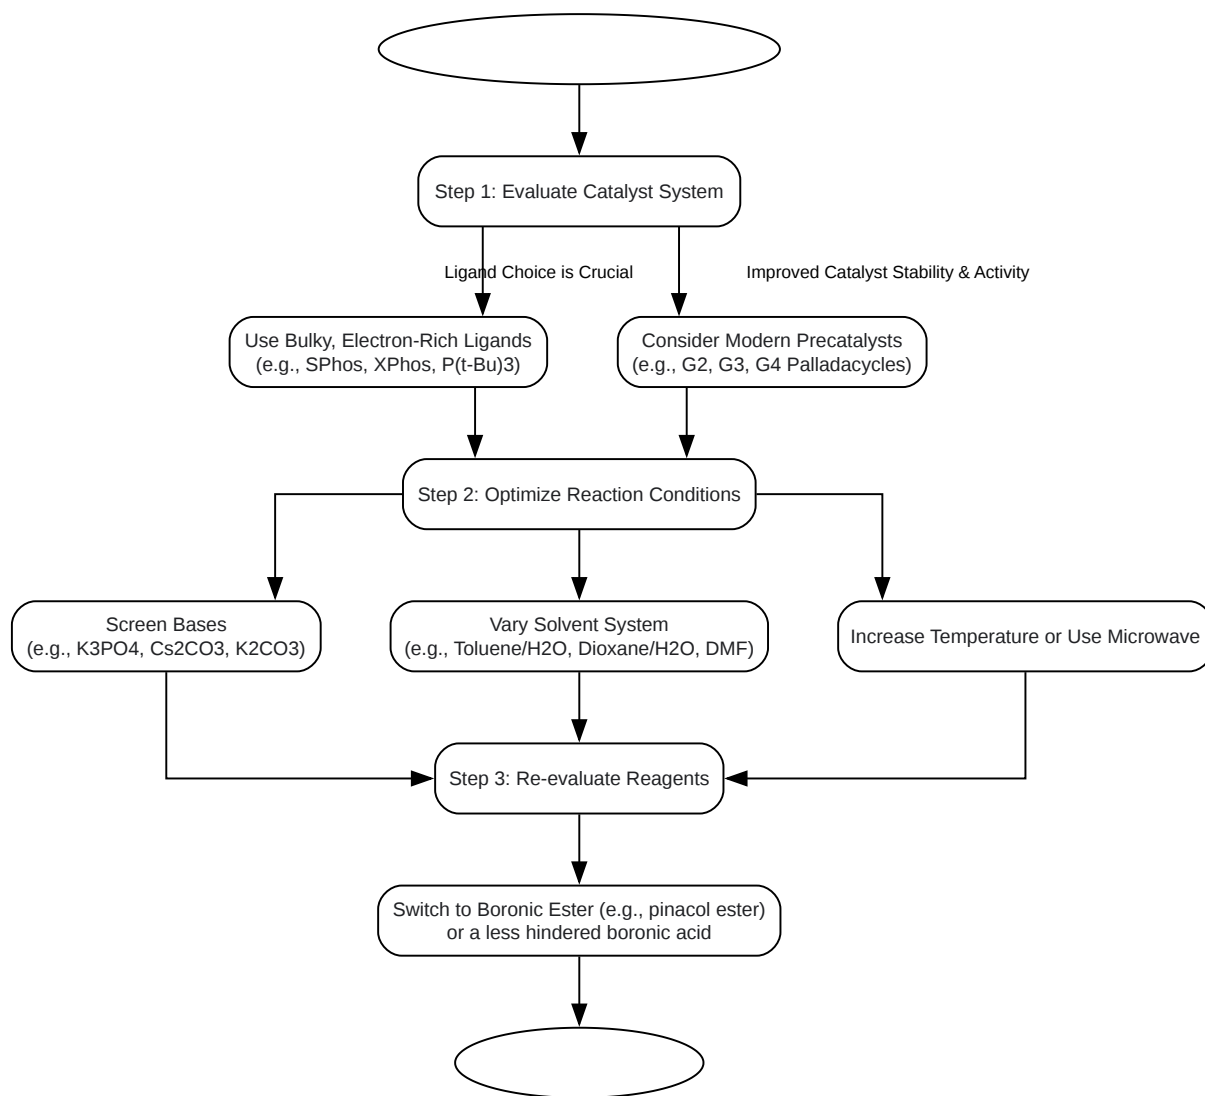 Step 1: Evaluate Catalyst System
Ligand Choice is Crucial
Improved Catalyst Stability & Activity
Use Bulky, Electron-Rich Ligands
(e.g., SPhos, XPhos, P(t-Bu)3)
Consider Modern Precatalysts
(e.g., G2, G3, G4 Palladacycles)
Step 2: Optimize Reaction Conditions
Screen Bases
(e.g., K3PO4, Cs2CO3, K2CO3)
Vary Solvent System
(e.g., Toluene/H2O, Dioxane/H2O, DMF)
Increase Temperature or Use Microwave
Step 3: Re-evaluate Reagents
Switch to Boronic Ester (e.g., pinacol ester)
or a less hindered boronic acid